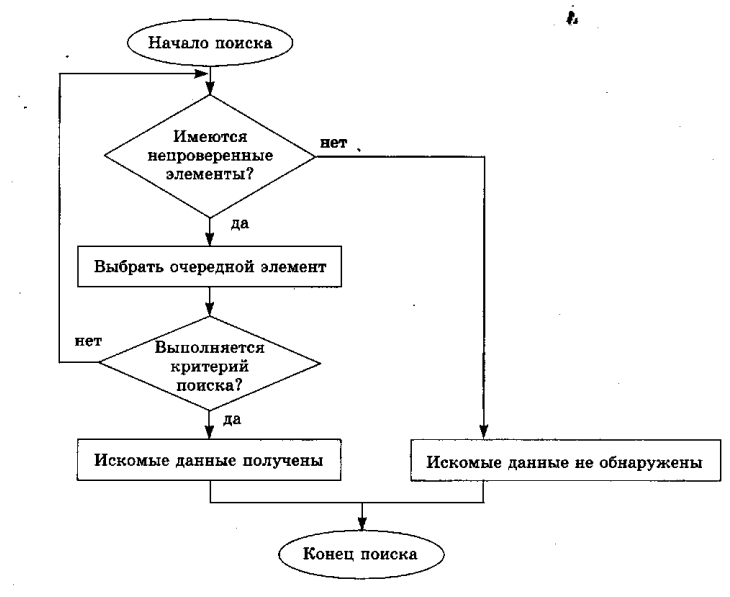 Начало поиска
Имеются
непроверенные
элементы?
нет
да
Выбрать очередной элемент
нет
Выполняется
критерий
поиска?
да
Искомые данные получены
Искомые данные не обнаружены
Конец поиска